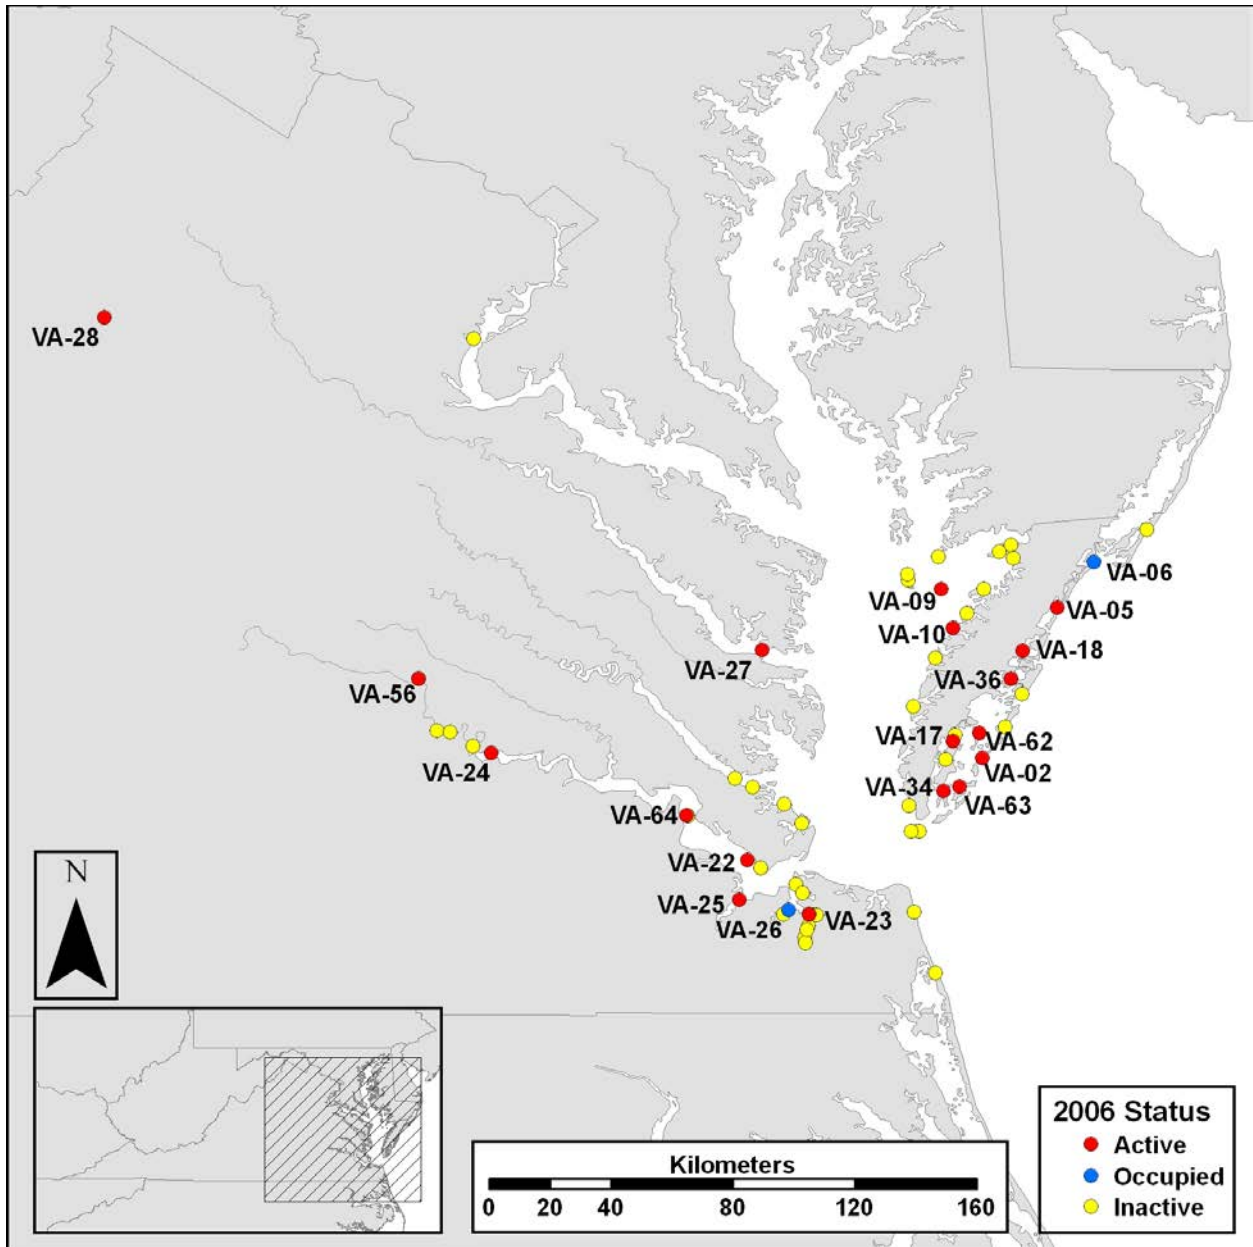 VA-28
VA-06
VA-09
VA-05
VA-10
VA-18
VA-27
VA-36
VA-56
VA-17
VA-62
VA-24
VA-02
VA-34
VA-63
VA-64
VA-22
VA-25
VA-26
VA-23
N
2006 Status
Active
Occupied
Inactive
Kilometers
0 20 40 80 120 160